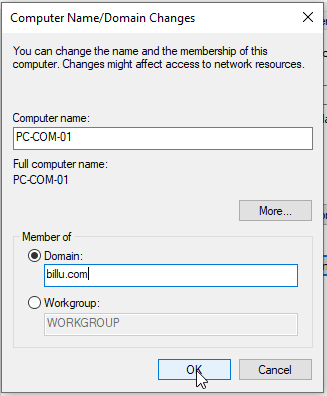 Computer Name/Domain Changes
You can change the name and the membership of this
computer. Changes might affect access to network resources.
Computer name:
PC-COM-01
Full computer name:
PC-COM-01
More...
Member of
Domain:
billu.com
Workgroup:
WORKGROUP
OK
Cancel